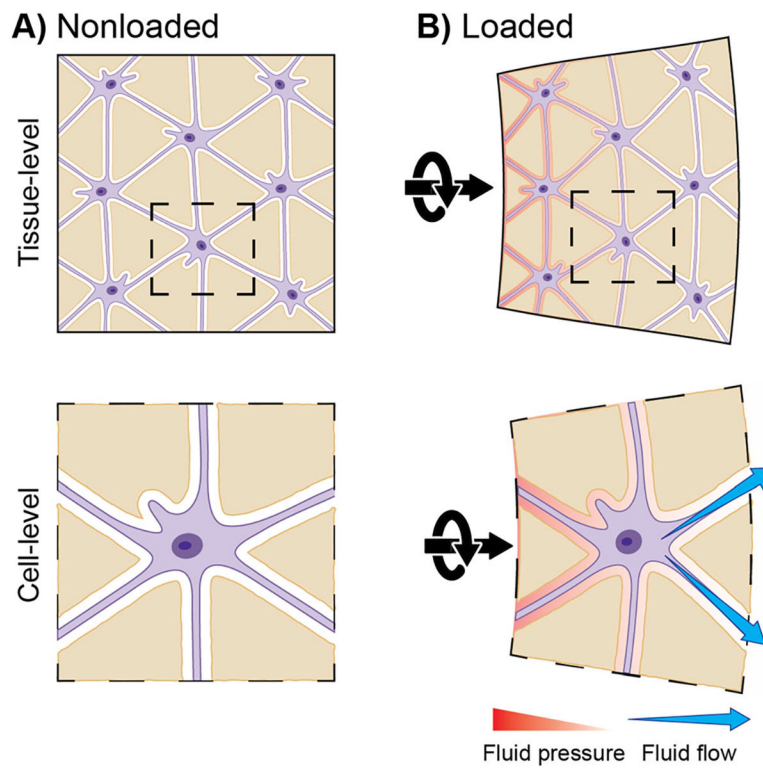 A) Nonloaded
B) Loaded
Tissue-level
Cell-level
Fluid pressure
Fluid flow